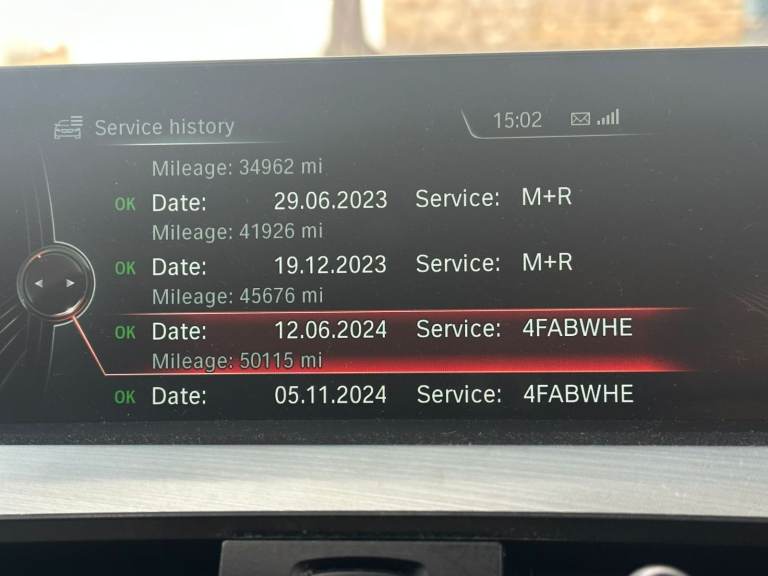 Service history 15:02
Mileage: 34962 mi
OK Date: 29.06.2023 Service: M+R
Mileage: 41926 mi
OK Date: 19.12.2023 Service: M+R
Mileage: 45676 mi
OK Date: 12.06.2024 Service: 4FABWHE
Mileage: 50115 mi
OK Date: 05.11.2024 Service: 4FABWHE